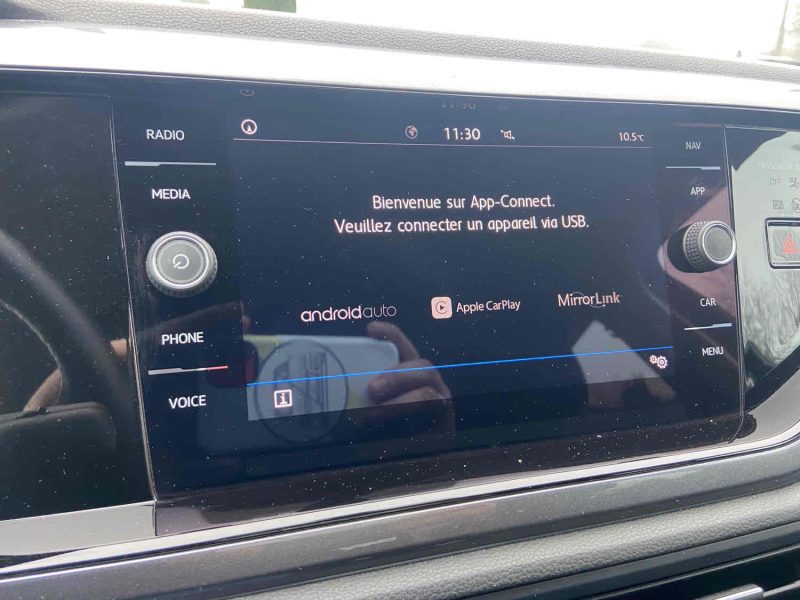 RADIO
MEDIA
PHONE
VOICE
11:30
10.5°C
Bienvenue sur App-Connect.
Veuillez connecter un appareil via USB.
androidauto
Apple CarPlay
MirrorLink
i
NAV
APP
CAR
MENU
OFF